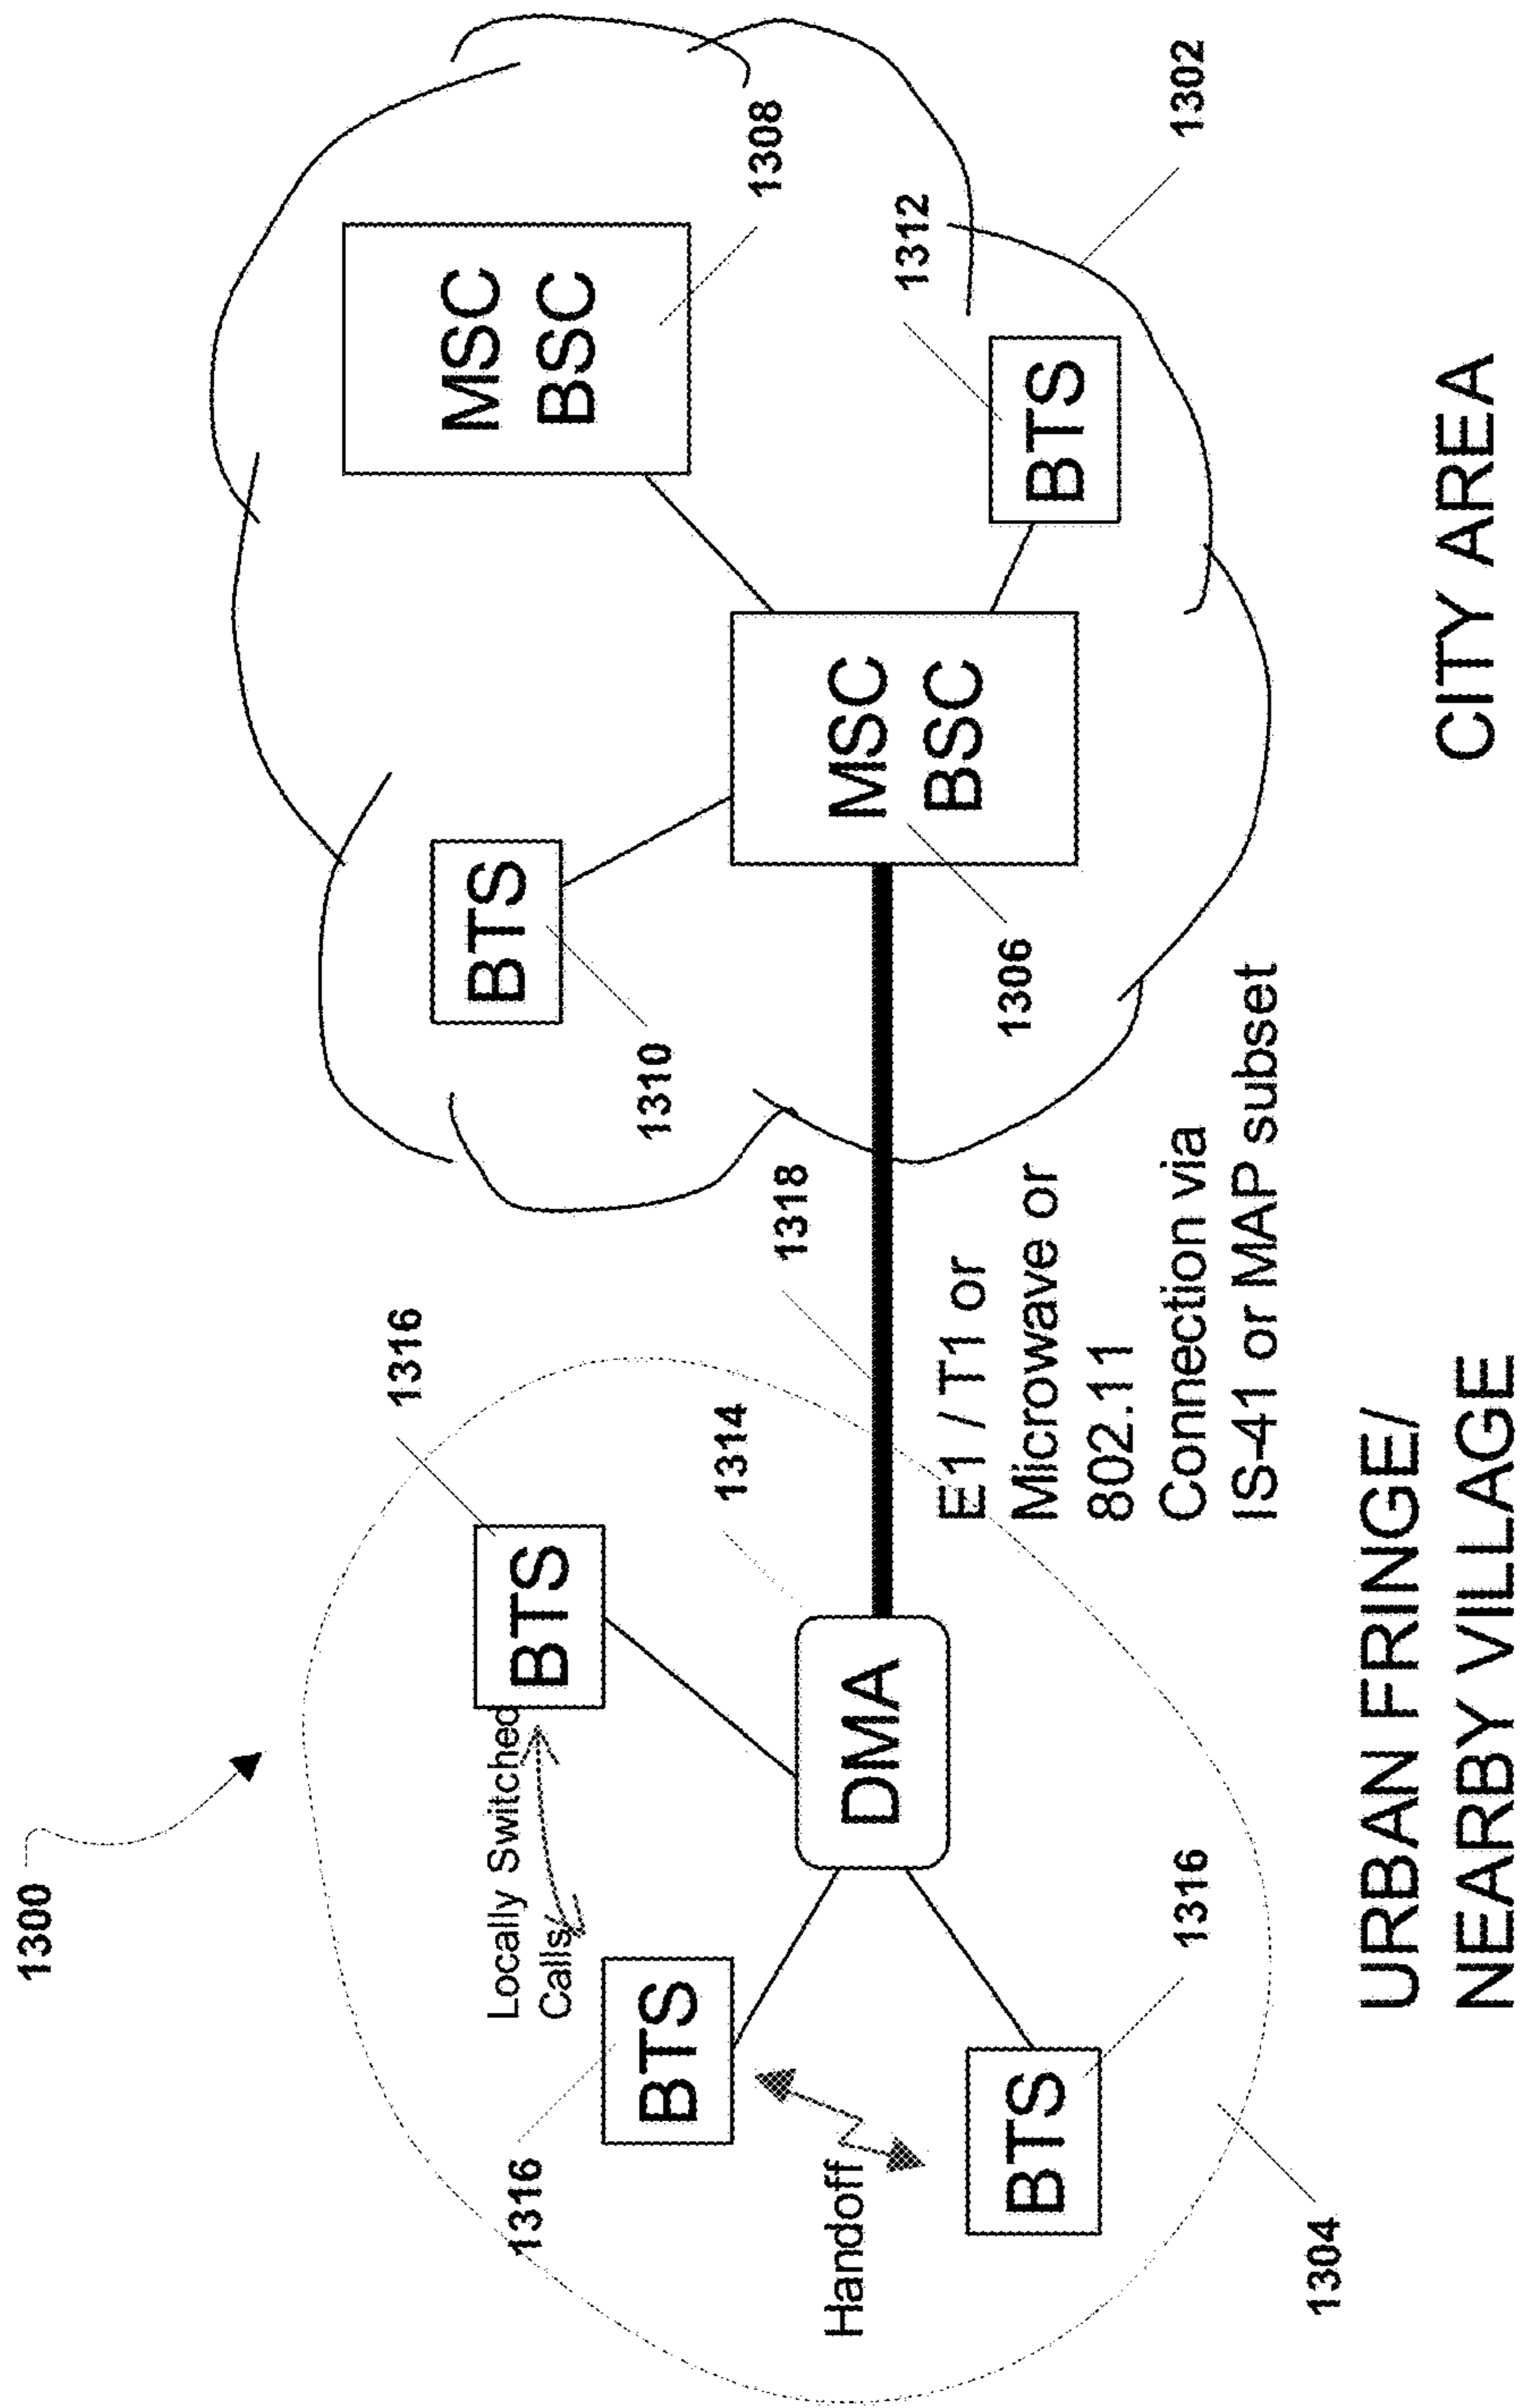 1300
1316
Locally Switched
Calls
BTS
1316
BTS
Handoff
BTS
1316
1304
DMA
1314
1318
E1 / T1 or
Microwave or
802.11
Connection via
IS-41 or MAP subset
URBAN FRINGE/
NEARBY VILLAGE
BTS
1310
MSC
BSC
1306
MSC
BSC
1308
BTS
1312
1302
CITY AREA
1316